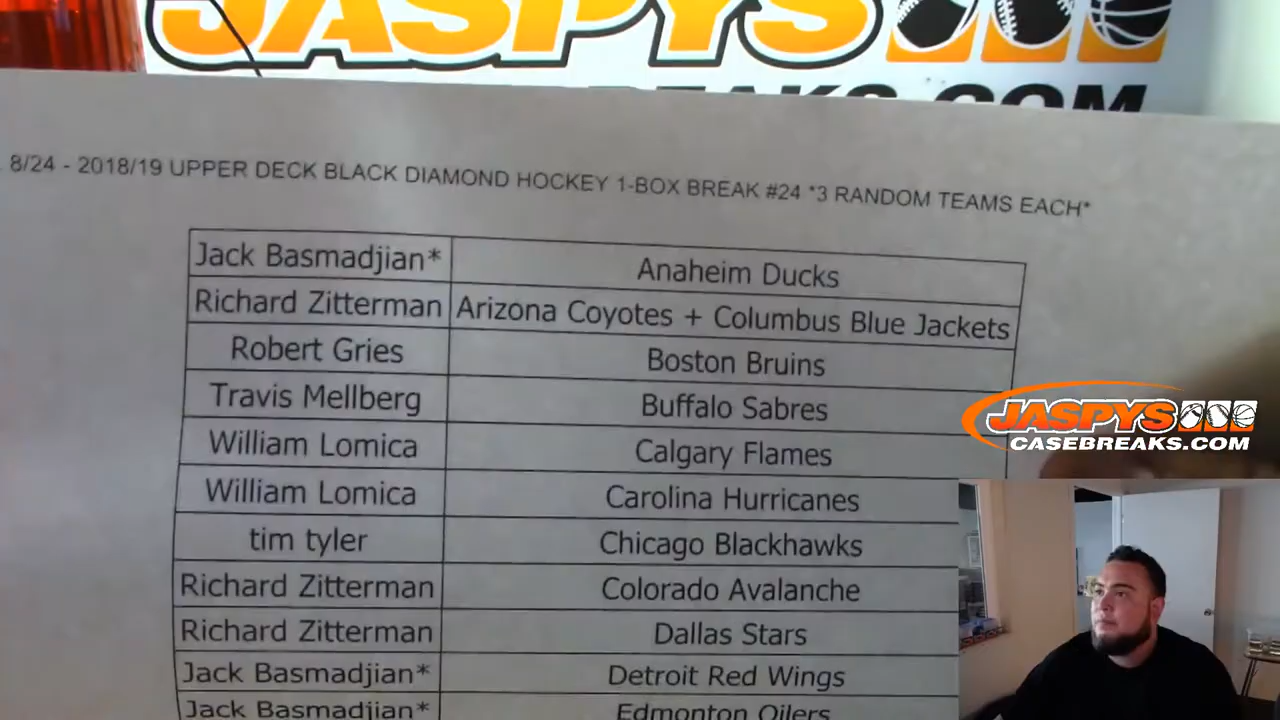 JASPYS
BREAKS.COM
8/24 - 2018/19 UPPER DECK BLACK DIAMOND HOCKEY 1-BOX BREAK #24 *3 RANDOM TEAMS EACH*
Jack Basmadjian* Anaheim Ducks
Richard Zitterman Arizona Coyotes + Columbus Blue Jackets
Robert Gries Boston Bruins
Travis Mellberg Buffalo Sabres
William Lomica Calgary Flames
William Lomica Carolina Hurricanes
tim tyler Chicago Blackhawks
Richard Zitterman Colorado Avalanche
Richard Zitterman Dallas Stars
Jack Basmadjian* Detroit Red Wings
Jack Basmadjian* Edmonton Oilers
JASPYS
CASEBREAKS.COM